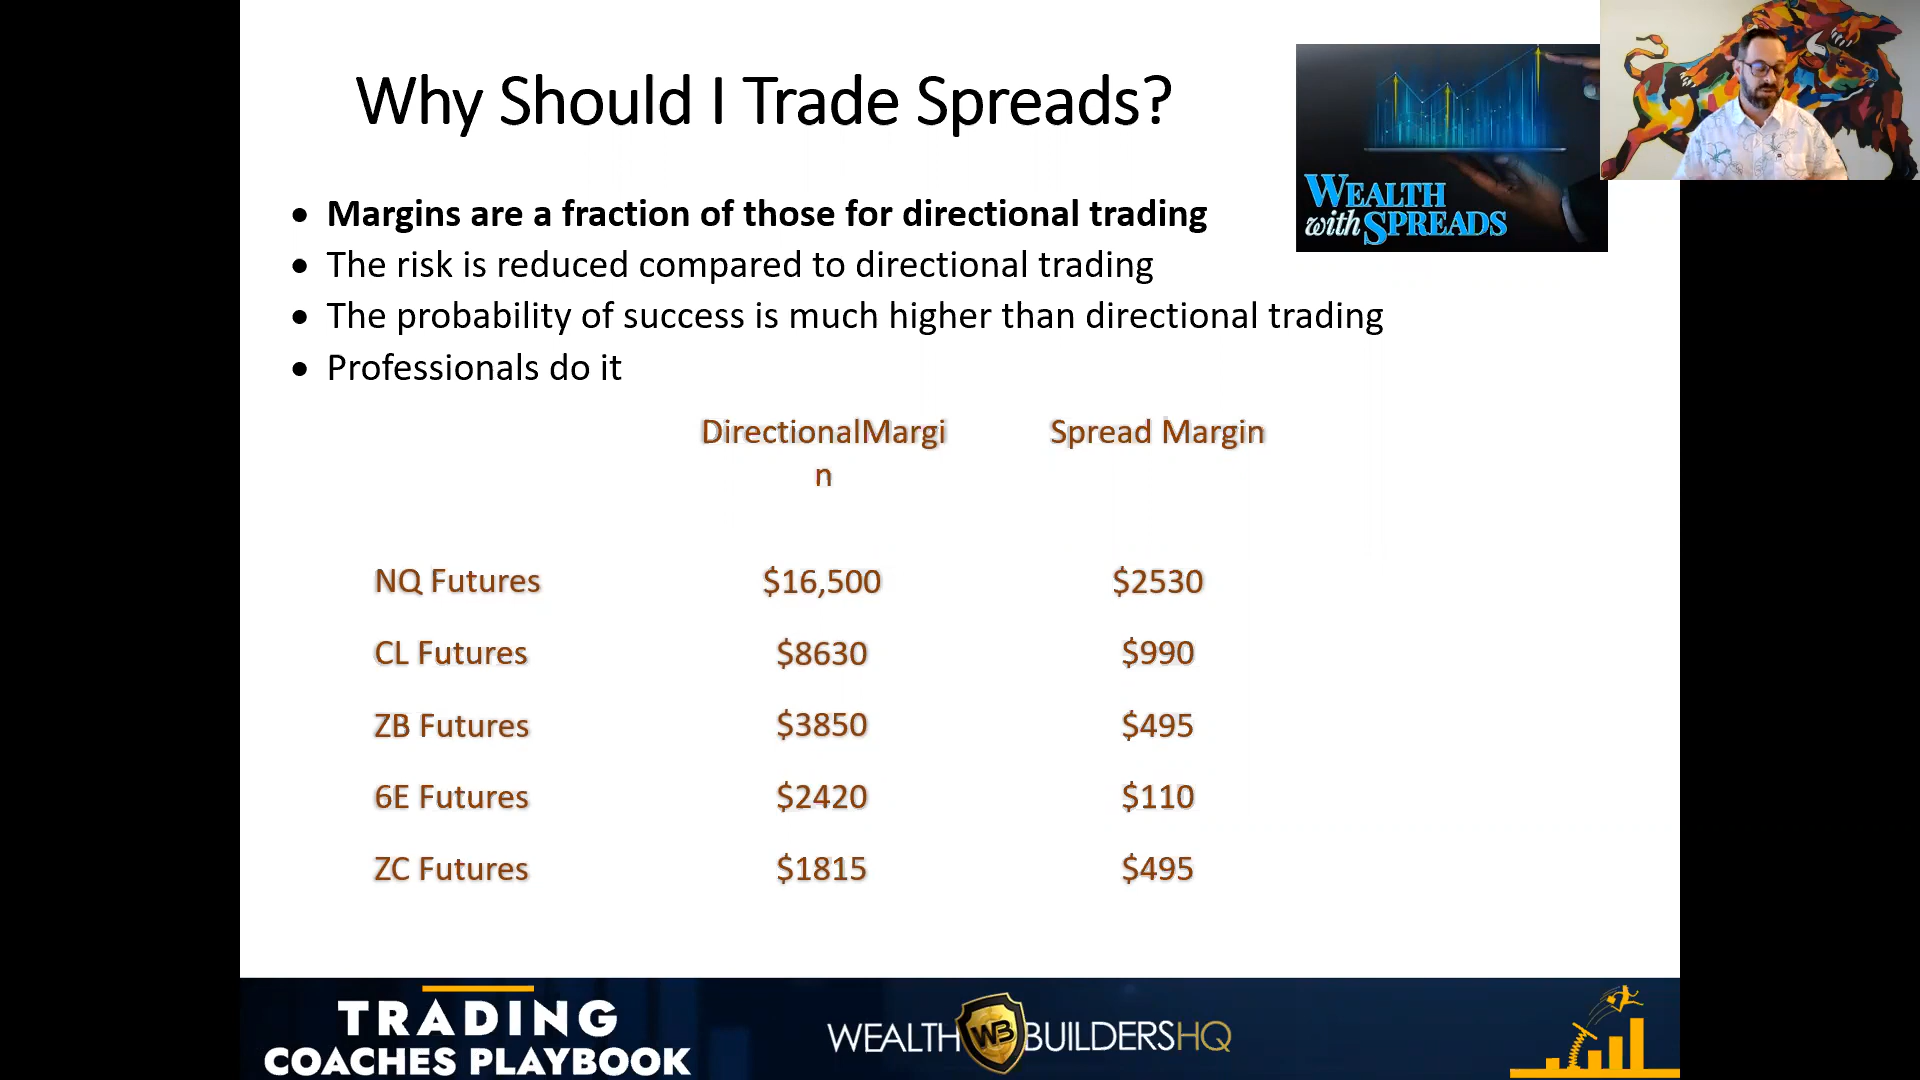 Why Should I Trade Spreads?
WEALTH
with SPREADS
• Margins are a fraction of those for directional trading
• The risk is reduced compared to directional trading
• The probability of success is much higher than directional trading
• Professionals do it
DirectionalMargi
n
Spread Margin
NQ Futures $16,500 $2530
CL Futures $8630 $990
ZB Futures $3850 $495
6E Futures $2420 $110
ZC Futures $1815 $495
TRADING
COACHES PLAYBOOK
WEALTH WB BUILDERSHQ